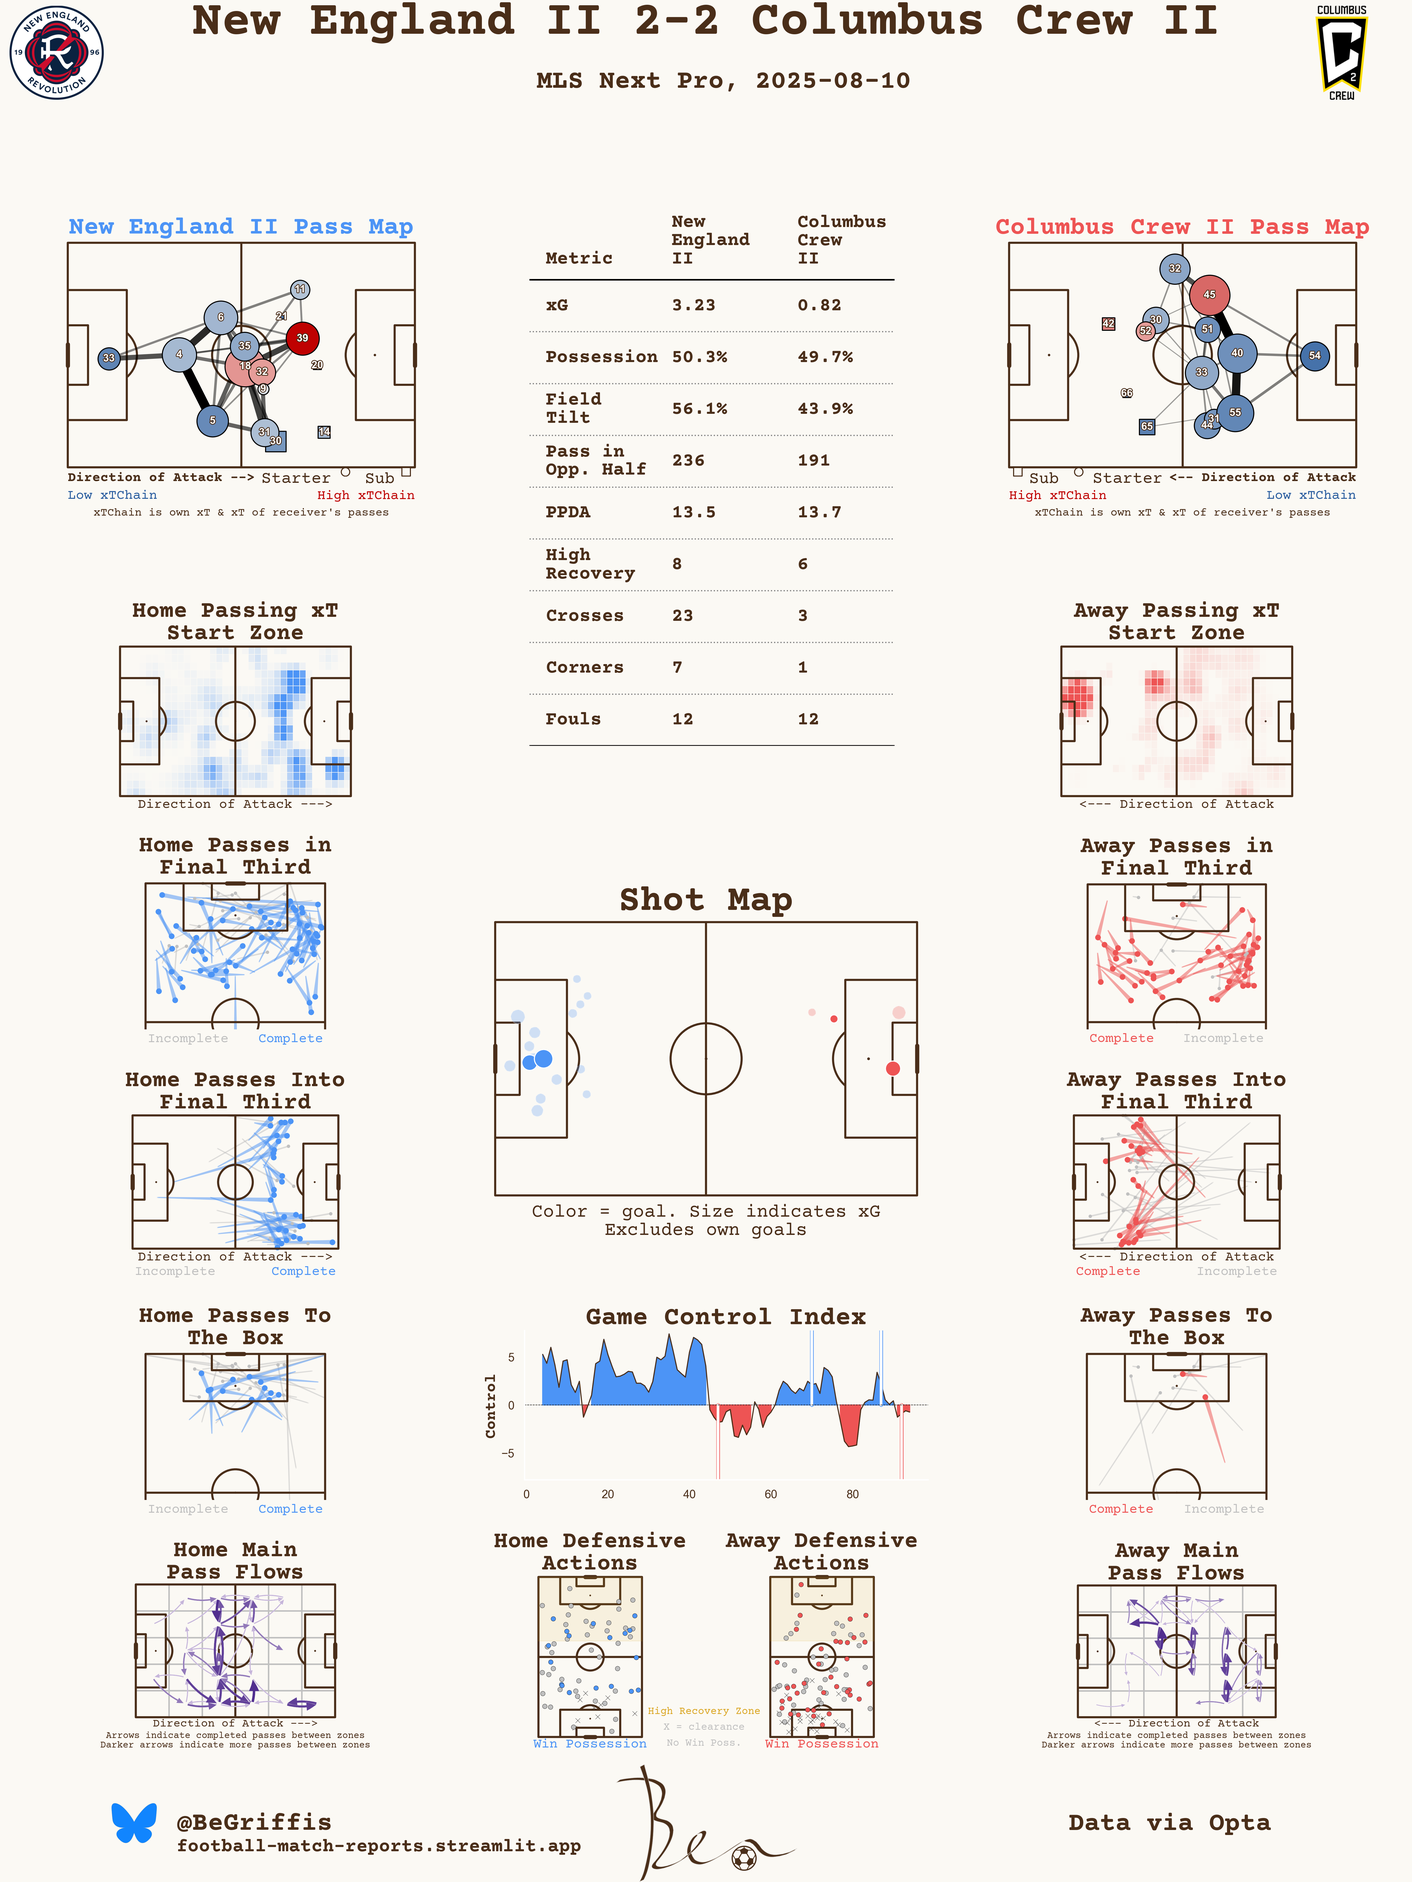 New England II 2-2 Columbus Crew II
MLS Next Pro, 2025-08-10
NEW ENGLAND
19 96
REVOLUTION
COLUMBUS
2
CREW
New England II Pass Map
11
6
21
39
35
33
4
18
32
20
9
5
31
30
14
Direction of Attack --> Starter Sub
Low xTChain High xTChain
xTChain is own xT & xT of receiver's passes
Metric New England II Columbus Crew II
xG 3.23 0.82
Possession 50.3% 49.7%
Field Tilt 56.1% 43.9%
Pass in Opp. Half 236 191
PPDA 13.5 13.7
High Recovery 8 6
Crosses 23 3
Corners 7 1
Fouls 12 12
Columbus Crew II Pass Map
32
45
42
30
52
51
40
54
33
66
55
31
44
65
Sub Starter <-- Direction of Attack
High xTChain Low xTChain
xTChain is own xT & xT of receiver's passes
Home Passing xT
Start Zone
Direction of Attack --->
Away Passing xT
Start Zone
<--- Direction of Attack
Home Passes in
Final Third
Incomplete Complete
Away Passes in
Final Third
Complete Incomplete
Shot Map
Color = goal. Size indicates xG
Excludes own goals
Home Passes Into
Final Third
Direction of Attack --->
Incomplete Complete
Away Passes Into
Final Third
<--- Direction of Attack
Complete Incomplete
Home Passes To
The Box
Incomplete Complete
Game Control Index
Control
5
0
−5
0 20 40 60 80
Away Passes To
The Box
Complete Incomplete
Home Main
Pass Flows
Direction of Attack --->
Arrows indicate completed passes between zones
Darker arrows indicate more passes between zones
Home Defensive
Actions
Win Possession
Away Defensive
Actions
Win Possession
High Recovery Zone
X = clearance
No Win Poss.
Away Main
Pass Flows
<--- Direction of Attack
Arrows indicate completed passes between zones
Darker arrows indicate more passes between zones
@BeGriffis
football-match-reports.streamlit.app
Ben
Data via Opta